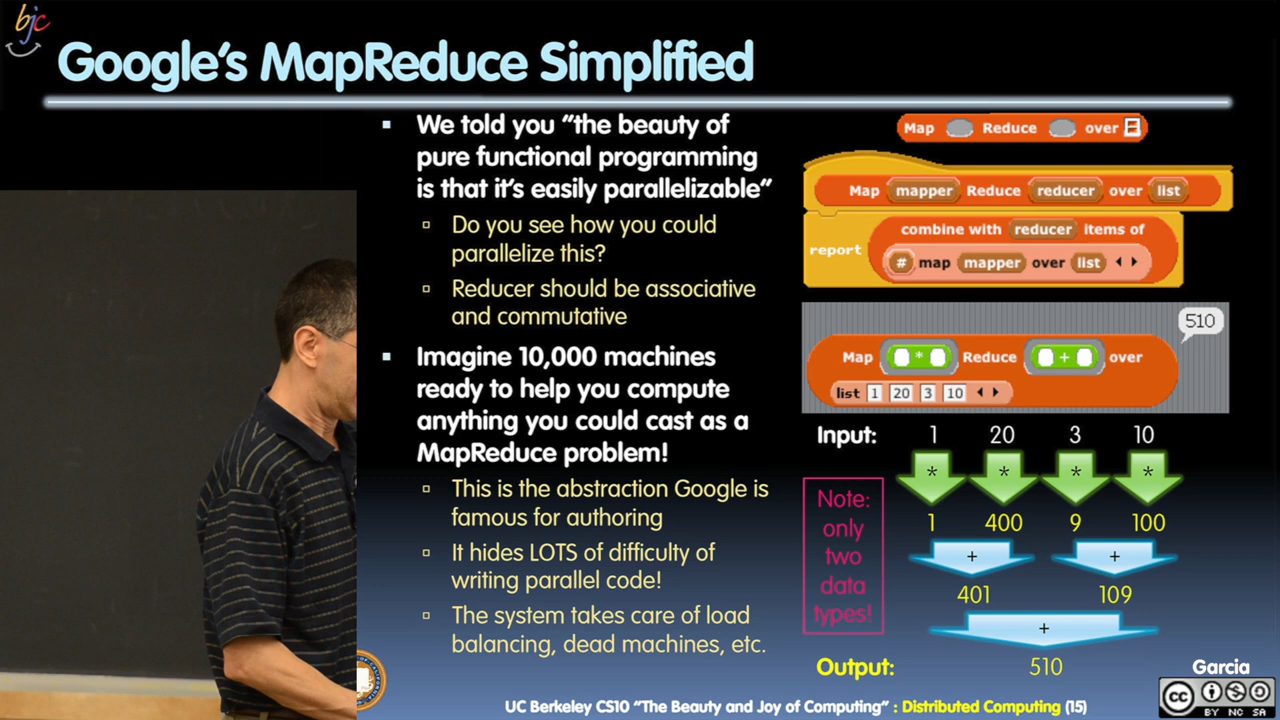 bjc
Google's MapReduce Simplified
We told you "the beauty of
pure functional programming
is that it's easily parallelizable"
Do you see how you could
parallelize this?
Reducer should be associative
and commutative
Imagine 10,000 machines
ready to help you compute
anything you could cast as a
MapReduce problem!
This is the abstraction Google is
famous for authoring
It hides LOTS of difficulty of
writing parallel code!
The system takes care of load
balancing, dead machines, etc.
Map Reduce over
Map mapper Reduce reducer over list
combine with reducer items of
report
# map mapper over list
510
Map * Reduce + over
list 1 20 3 10
Input: 1 20 3 10
* * * *
Note:
only
two
data
types!
1 400 9 100
+ +
401 109
+
Output: 510
Garcia
UC Berkeley CS10 "The Beauty and Joy of Computing" : Distributed Computing (15)
cc
BY NC SA